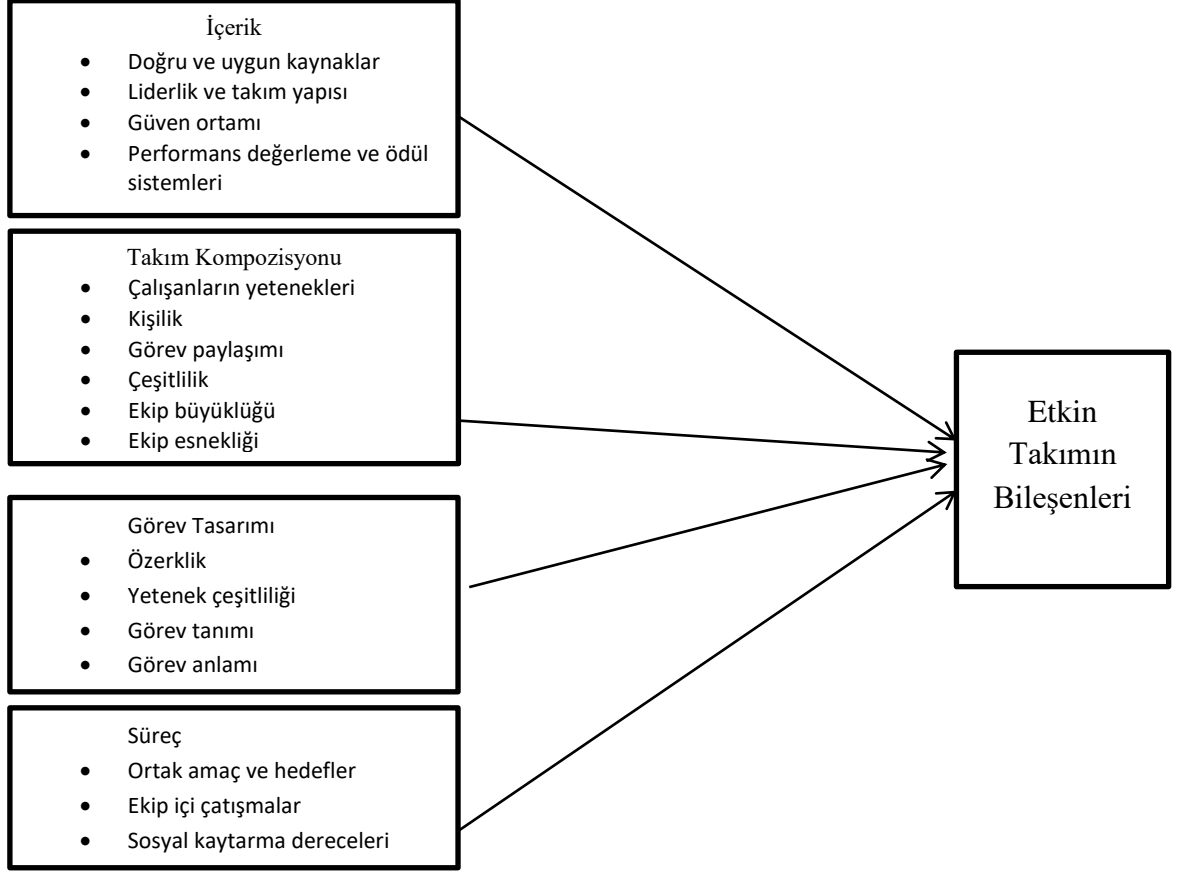 İçerik
• Doğru ve uygun kaynaklar
• Liderlik ve takım yapısı
• Güven ortamı
• Performans değerleme ve ödül
sistemleri
Takım Kompozisyonu
• Çalışanların yetenekleri
• Kişilik
• Görev paylaşımı
• Çeşitlilik
• Ekip büyüklüğü
• Ekip esnekliği
Görev Tasarımı
• Özerklik
• Yetenek çeşitliliği
• Görev tanımı
• Görev anlamı
Süreç
• Ortak amaç ve hedefler
• Ekip içi çatışmalar
• Sosyal kaytarma dereceleri
Etkin
Takımın
Bileşenleri